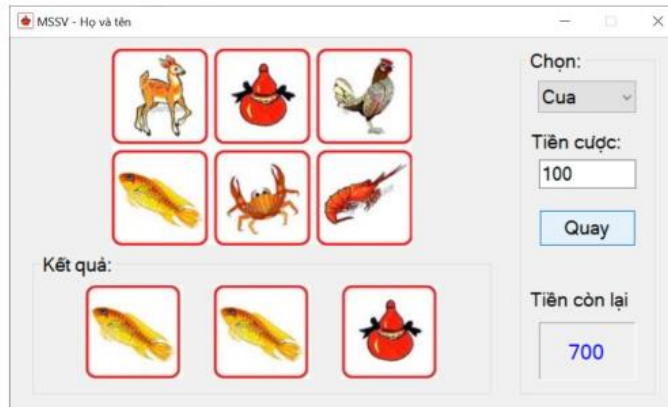 MSSV - Họ và tên
Chọn:
Cua
Tiền cược:
100
Quay
Kết quả:
Tiền còn lại
700